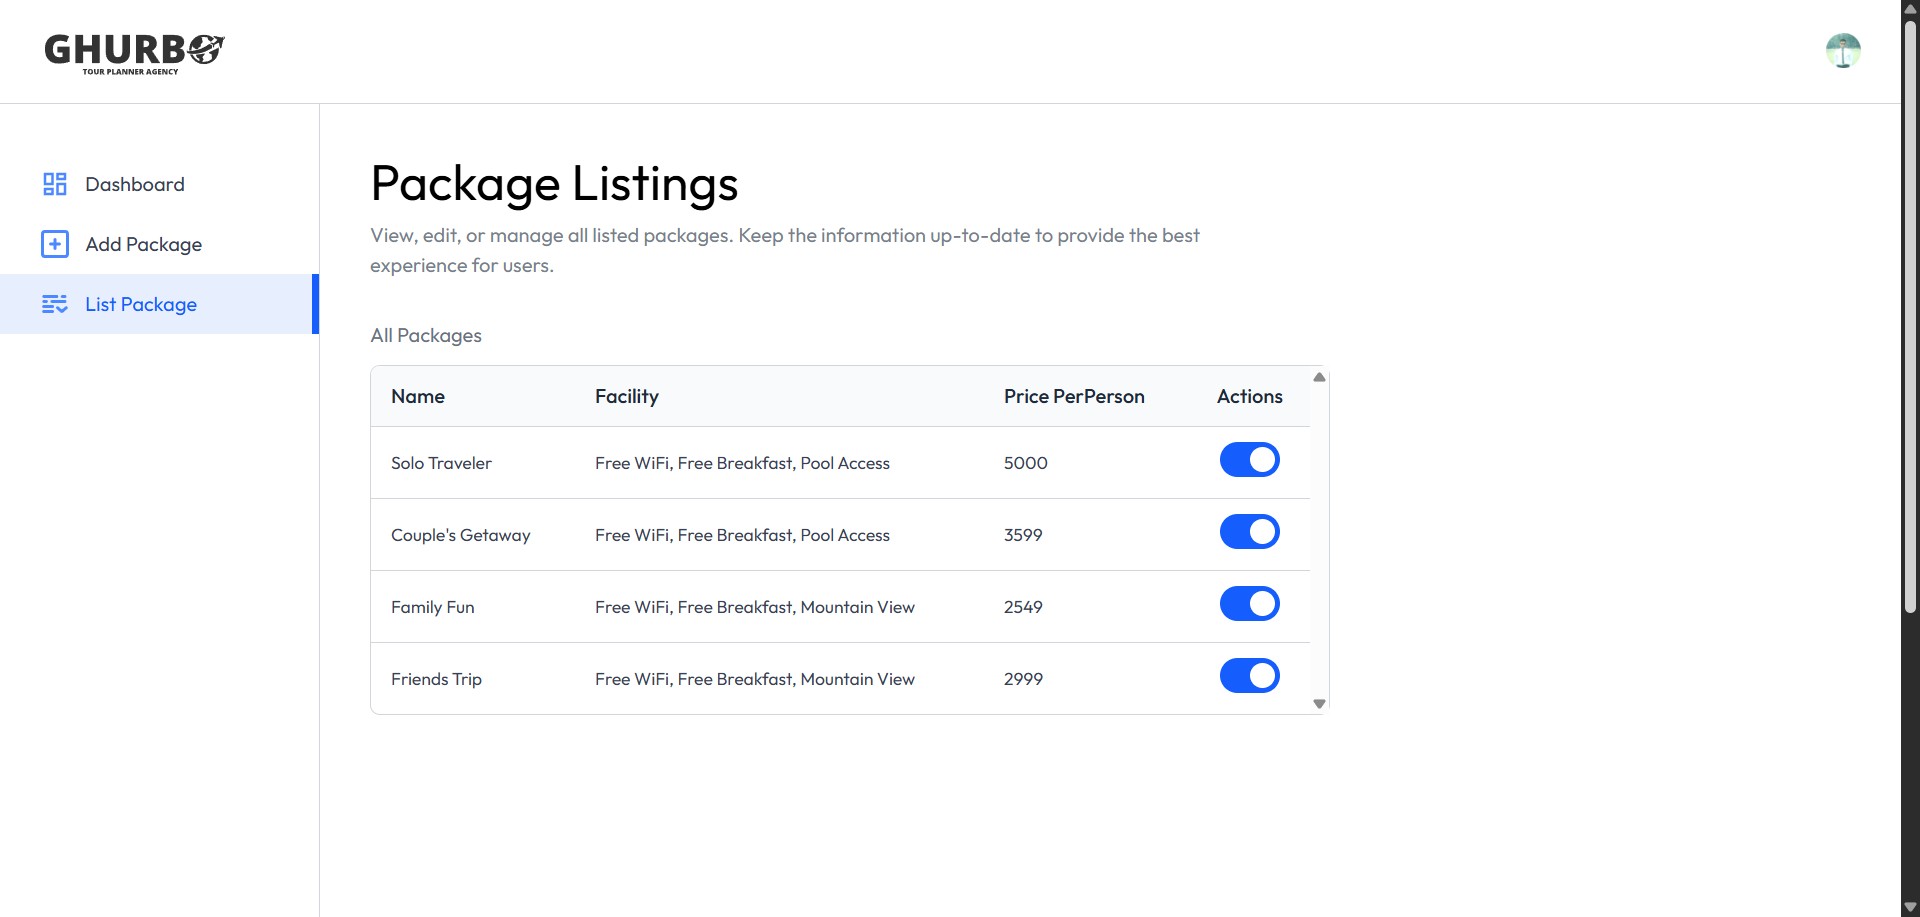 GHURBO
TOUR PLANNER AGENCY
Dashboard
Add Package
List Package
Package Listings
View, edit, or manage all listed packages. Keep the information up-to-date to provide the best
experience for users.
All Packages
Name Facility Price PerPerson Actions
Solo Traveler Free WiFi, Free Breakfast, Pool Access 5000
Couple's Getaway Free WiFi, Free Breakfast, Pool Access 3599
Family Fun Free WiFi, Free Breakfast, Mountain View 2549
Friends Trip Free WiFi, Free Breakfast, Mountain View 2999